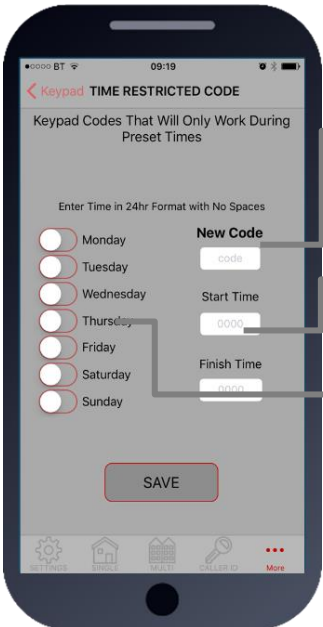 BT 09:19
Keypad TIME RESTRICTED CODE
Keypad Codes That Will Only Work During
Preset Times
Enter Time in 24hr Format with No Spaces
Monday
Tuesday
Wednesday
Thursday
Friday
Saturday
Sunday
New Code
code
Start Time
0000
Finish Time
0000
SAVE
SETTINGS SINGLE MULTI CALLER ID More